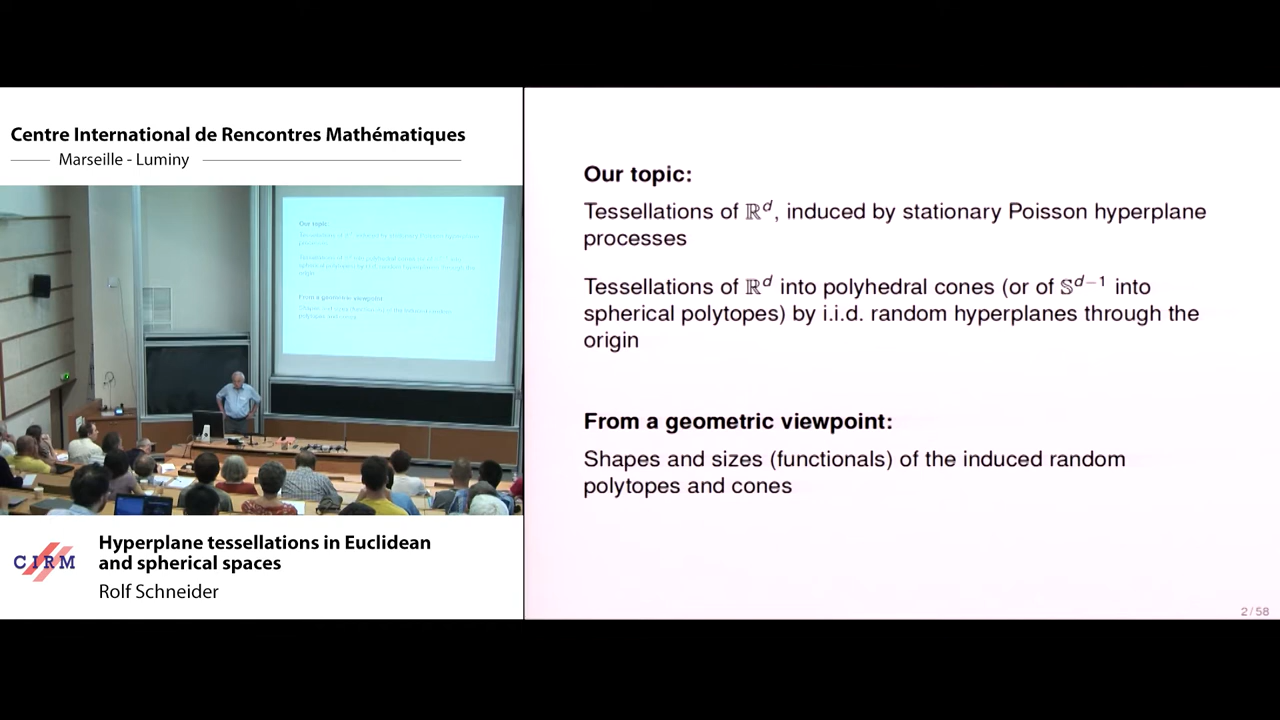 Centre International de Rencontres Mathématiques
Marseille - Luminy
CIRM
Hyperplane tessellations in Euclidean
and spherical spaces
Rolf Schneider
Our topic:
Tessellations of ℝᵈ, induced by stationary Poisson hyperplane
processes
Tessellations of ℝᵈ into polyhedral cones (or of 𝕊ᵈ⁻¹ into
spherical polytopes) by i.i.d. random hyperplanes through the
origin
From a geometric viewpoint:
Shapes and sizes (functionals) of the induced random
polytopes and cones
2 / 58